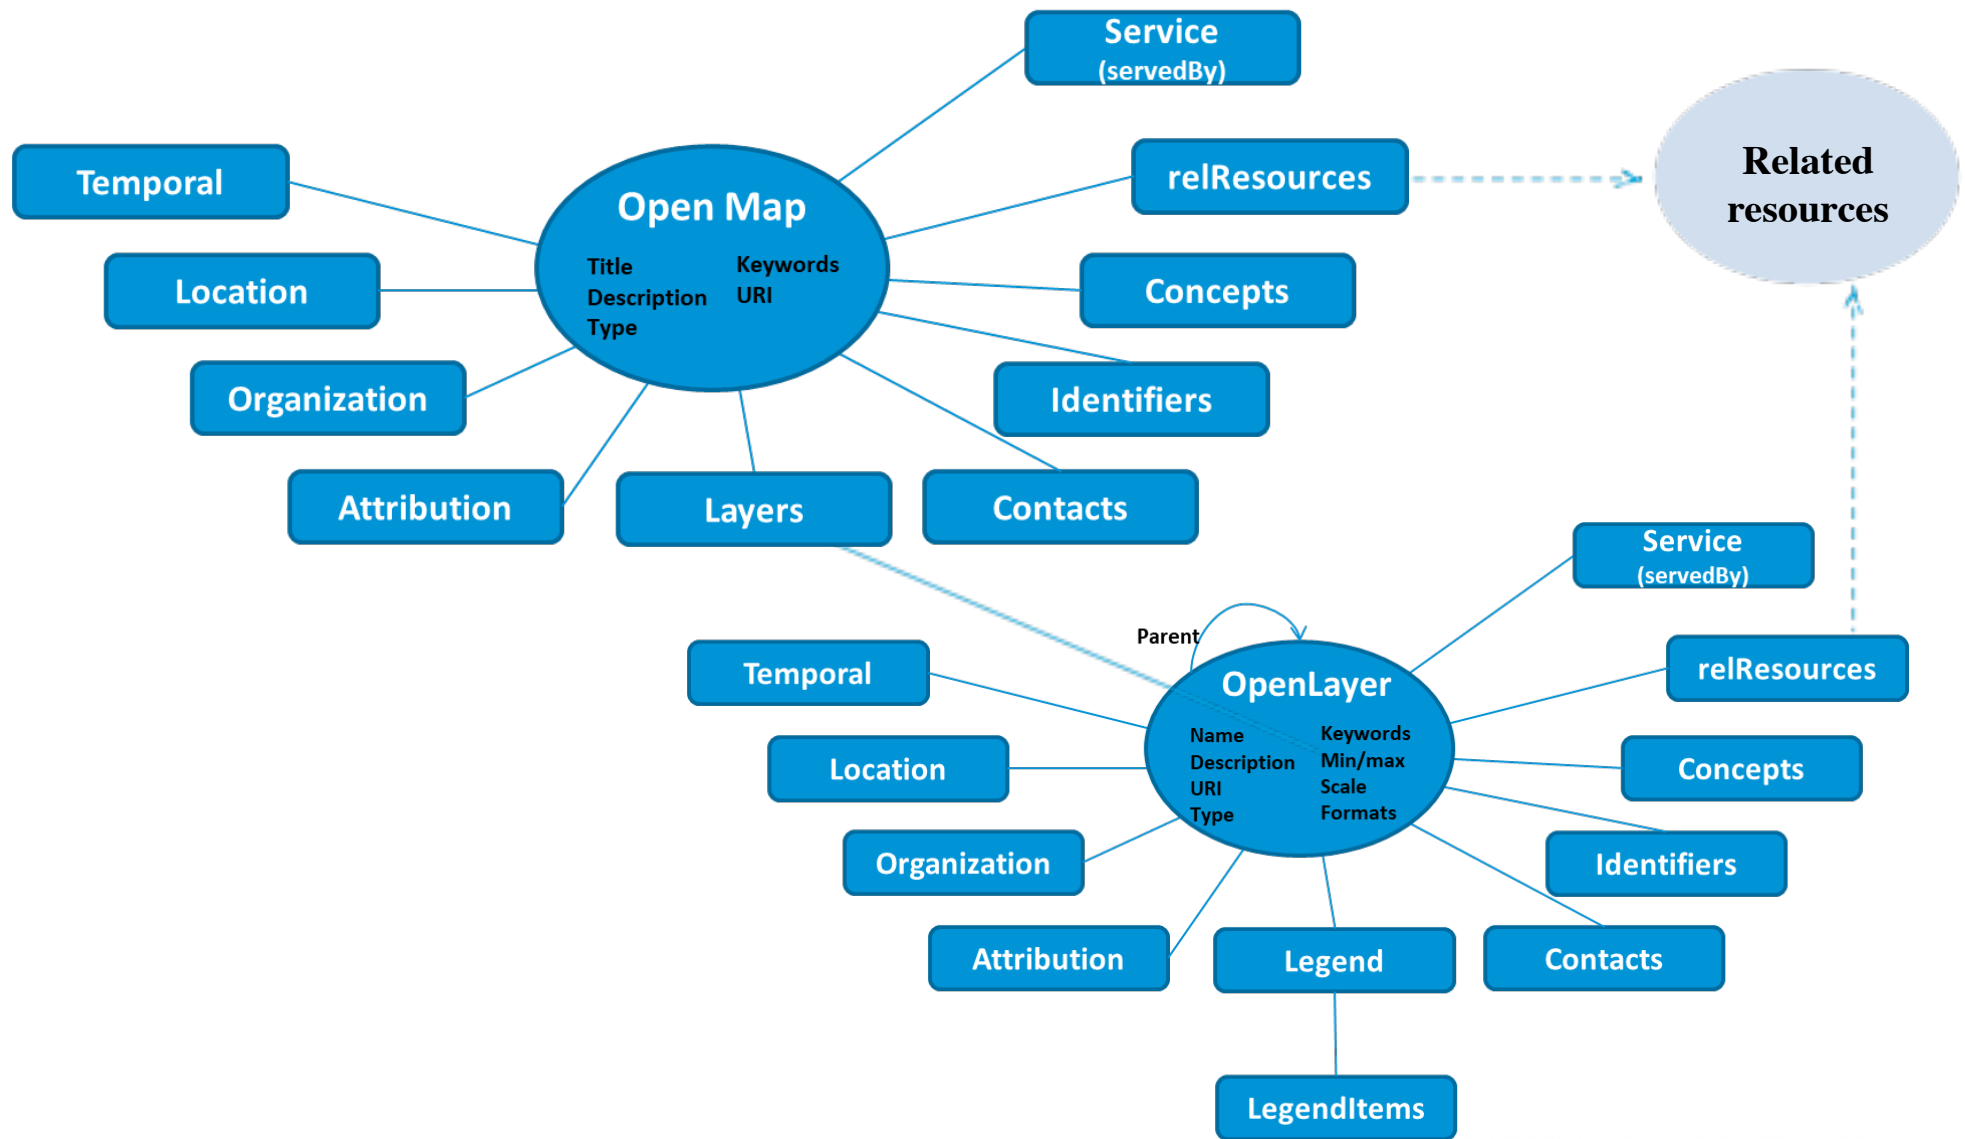 Service
(servedBy)
Related
resources
Temporal
relResources
Open Map
Title
Description
Type
Keywords
URI
Location
Concepts
Organization
Identifiers
Attribution
Layers
Contacts
Service
(servedBy)
Parent
Temporal
OpenLayer
relResources
Name
Description
URI
Type
Keywords
Min/max
Scale
Formats
Location
Concepts
Organization
Identifiers
Attribution
Legend
Contacts
LegendItems